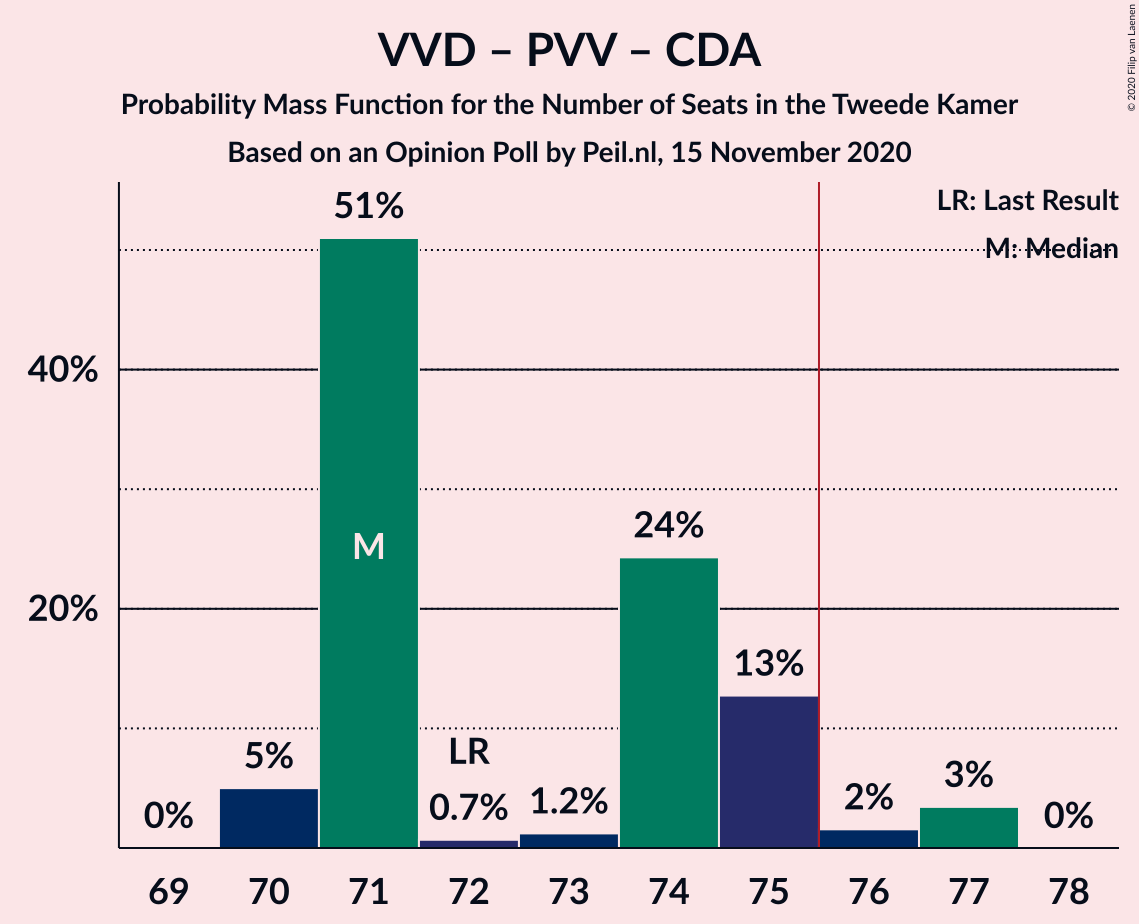 VVD – PVV – CDA
Probability Mass Function for the Number of Seats in the Tweede Kamer
Based on an Opinion Poll by Peil.nl, 15 November 2020
© 2020 Filip van Laenen
LR: Last Result
M: Median
40%
20%
0%
5%
51%
M
LR
0.7%
1.2%
24%
13%
2%
3%
0%
69 70 71 72 73 74 75 76 77 78